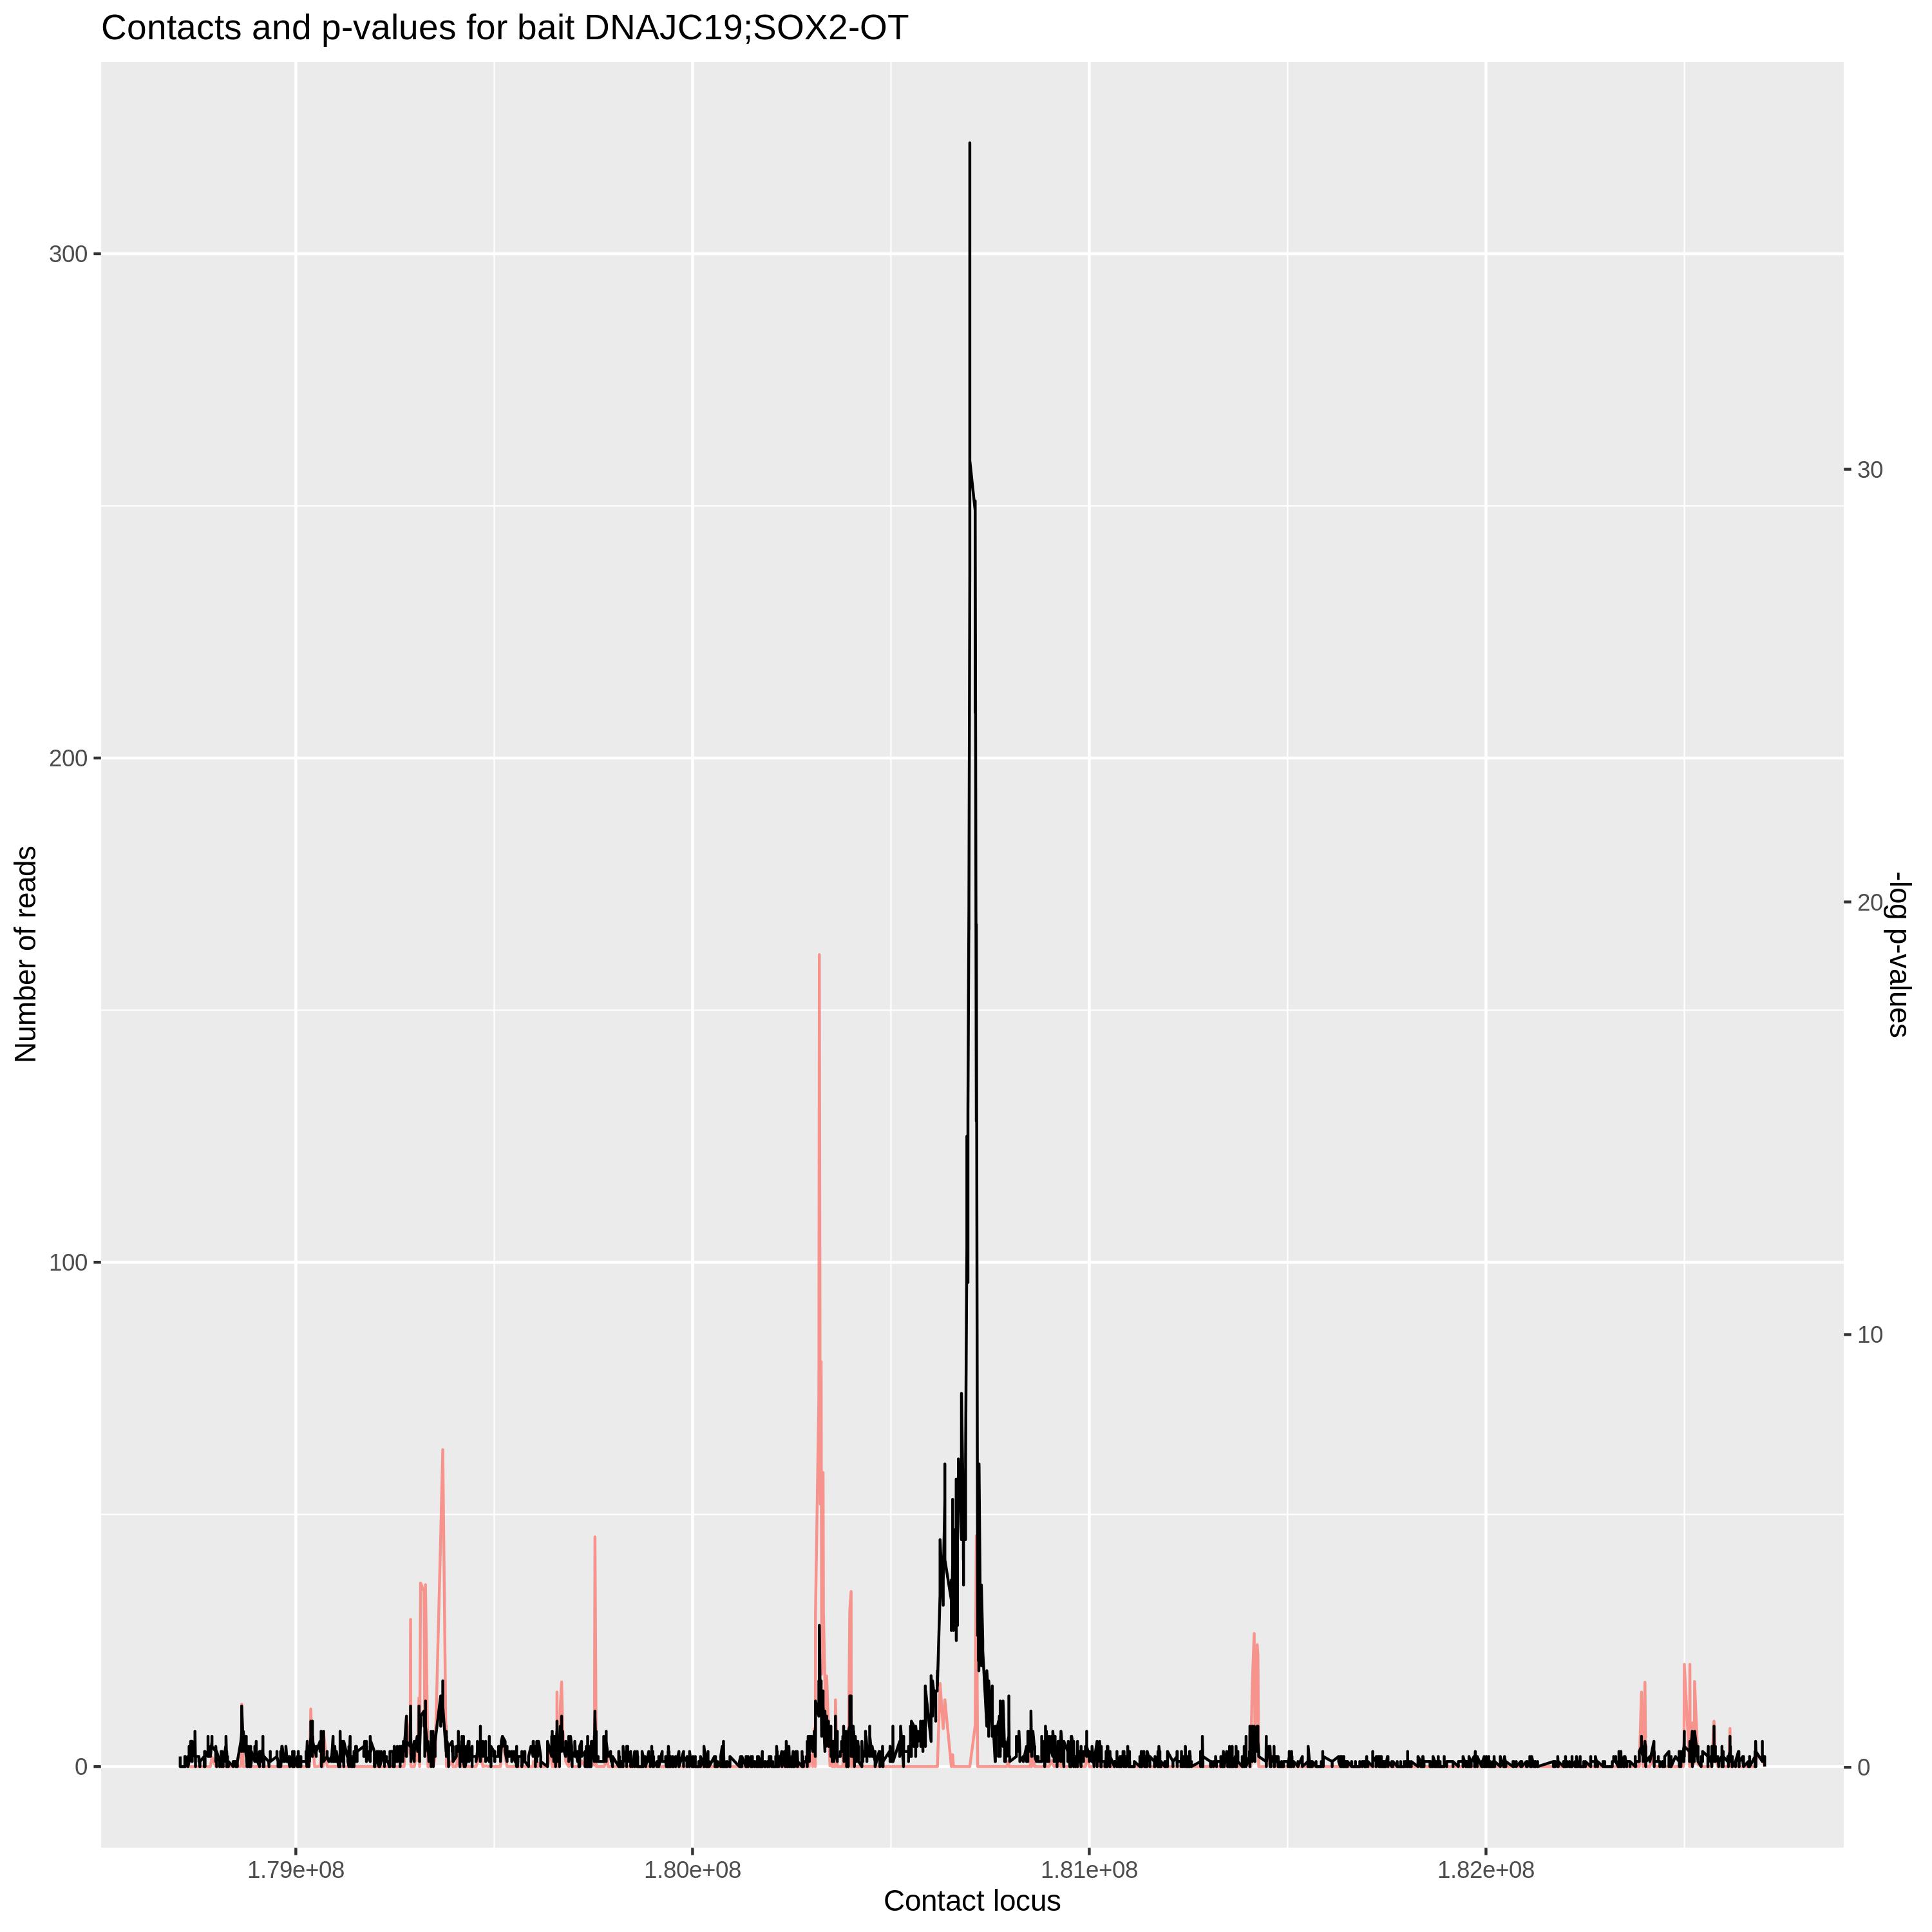 Contacts and p-values for bait DNAJC19;SOX2-OT
300
200
100
0
Number of reads
30
20
10
0
-log p-values
1.79e+08
1.80e+08
1.81e+08
1.82e+08
Contact locus